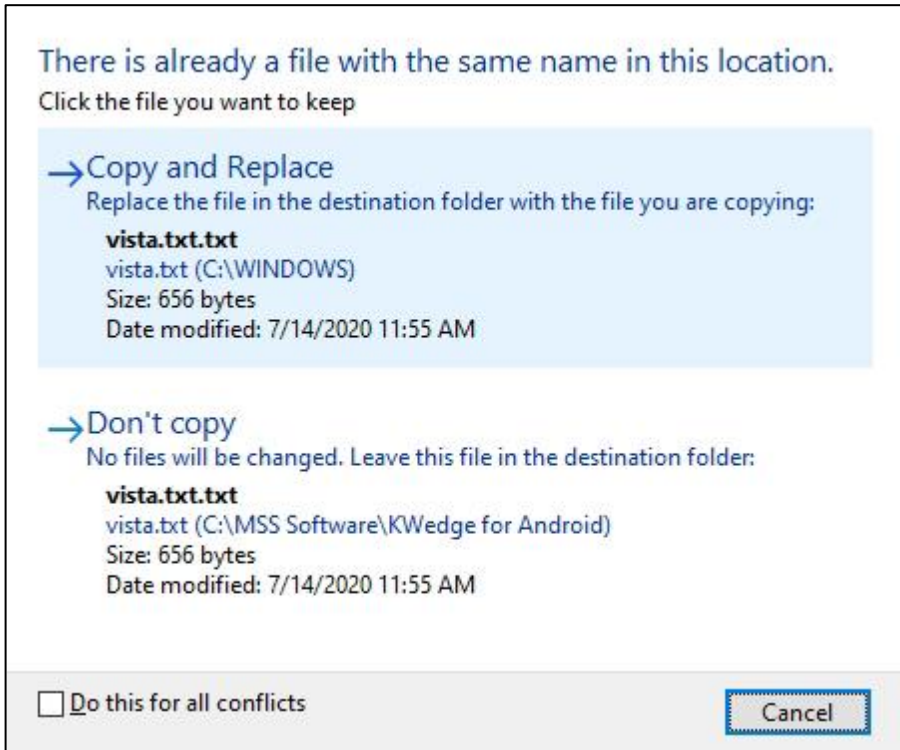 There is already a file with the same name in this location.
Click the file you want to keep
Copy and Replace
Replace the file in the destination folder with the file you are copying:
vista.txt.txt
vista.txt (C:\WINDOWS)
Size: 656 bytes
Date modified: 7/14/2020 11:55 AM
Don't copy
No files will be changed. Leave this file in the destination folder:
vista.txt.txt
vista.txt (C:\MSS Software\KWedge for Android)
Size: 656 bytes
Date modified: 7/14/2020 11:55 AM
Do this for all conflicts
Cancel